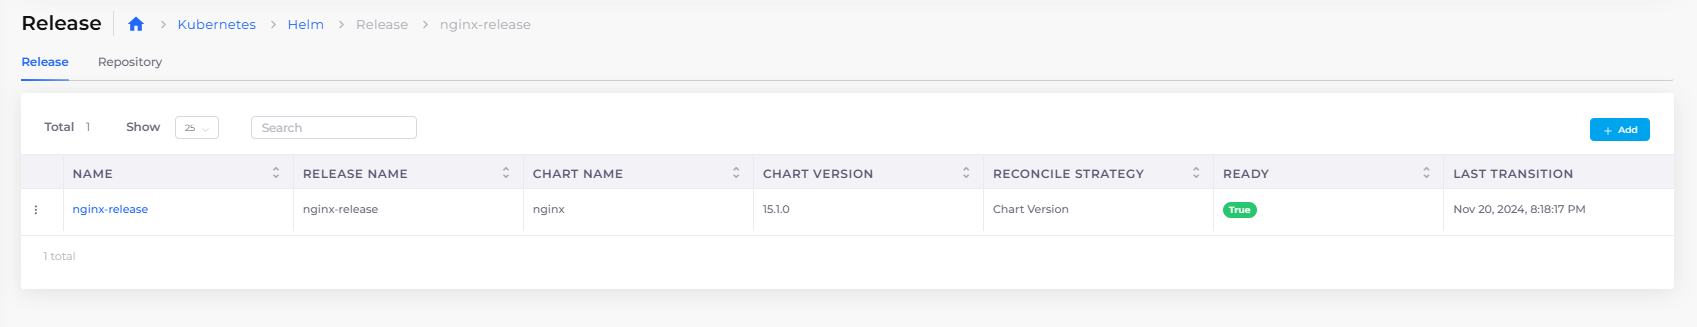 Release > Kubernetes > Helm > Release > nginx-release
Release Repository
Total 1 Show 25 Search + Add
NAME RELEASE NAME CHART NAME CHART VERSION RECONCILE STRATEGY READY LAST TRANSITION
nginx-release nginx-release nginx 15.1.0 Chart Version True Nov 20, 2024, 8:18:17 PM
1 total